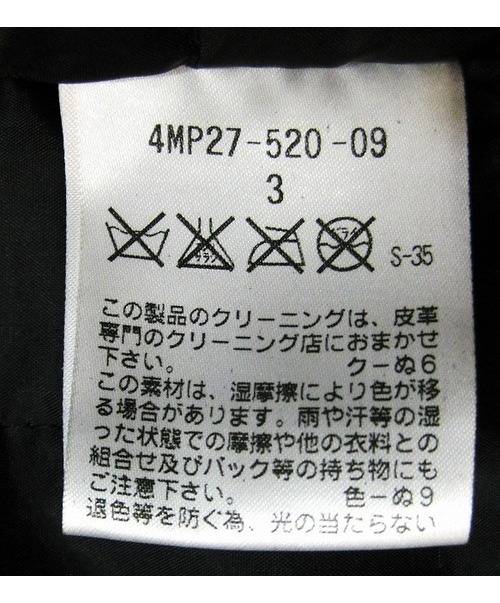 4MP27-520-09
3
S-35
この製品のクリーニングは、皮革
専門のクリーニング店におまかせ
下さい。 クーぬ6
この素材は、湿摩擦により色が移
る場合があります。雨や汗等の湿
った状態での摩擦や他の衣料との
組合せ及びバック等の持ち物にも
ご注意下さい。 色ーぬ9
退色等を防ぐ為、光の当たらない